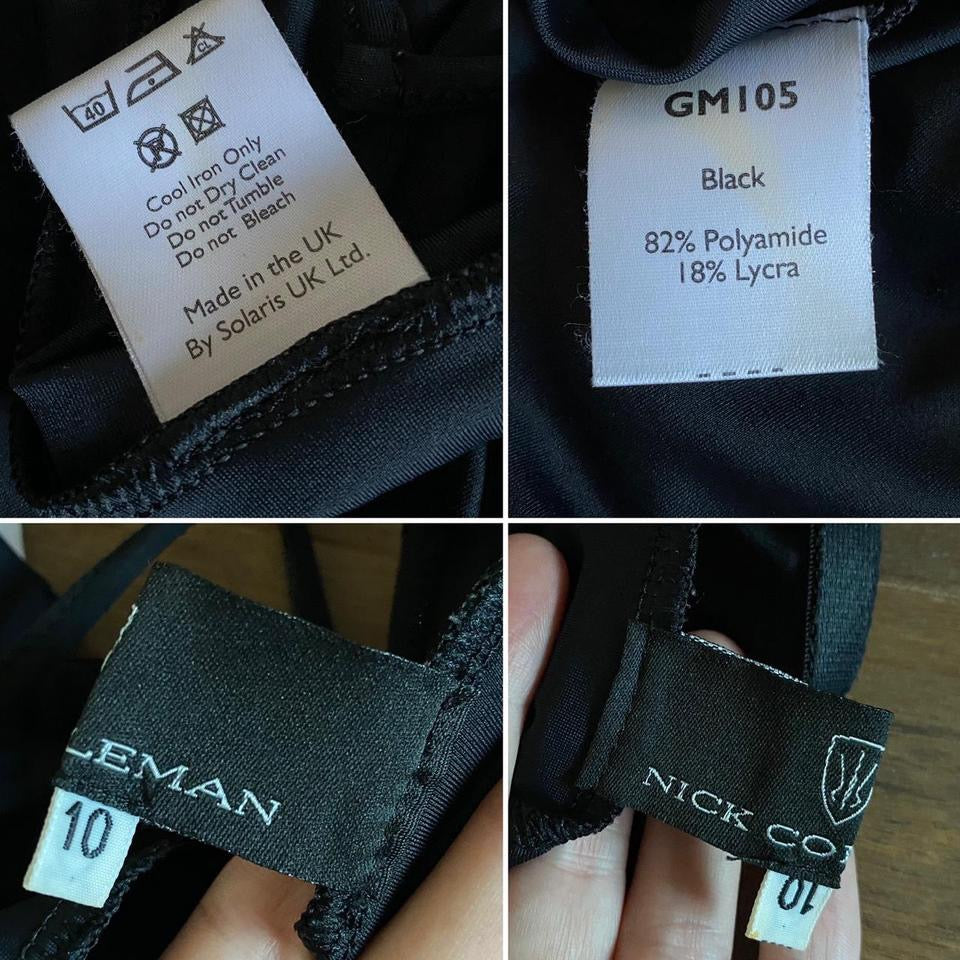 40
CL
P
Cool Iron Only
Do not Dry Clean
Do not Tumble
Do not Bleach
Made in the UK
By Solaris UK Ltd.
GM105
Black
82% Polyamide
18% Lycra
LEMAN
10
NICK CO
10